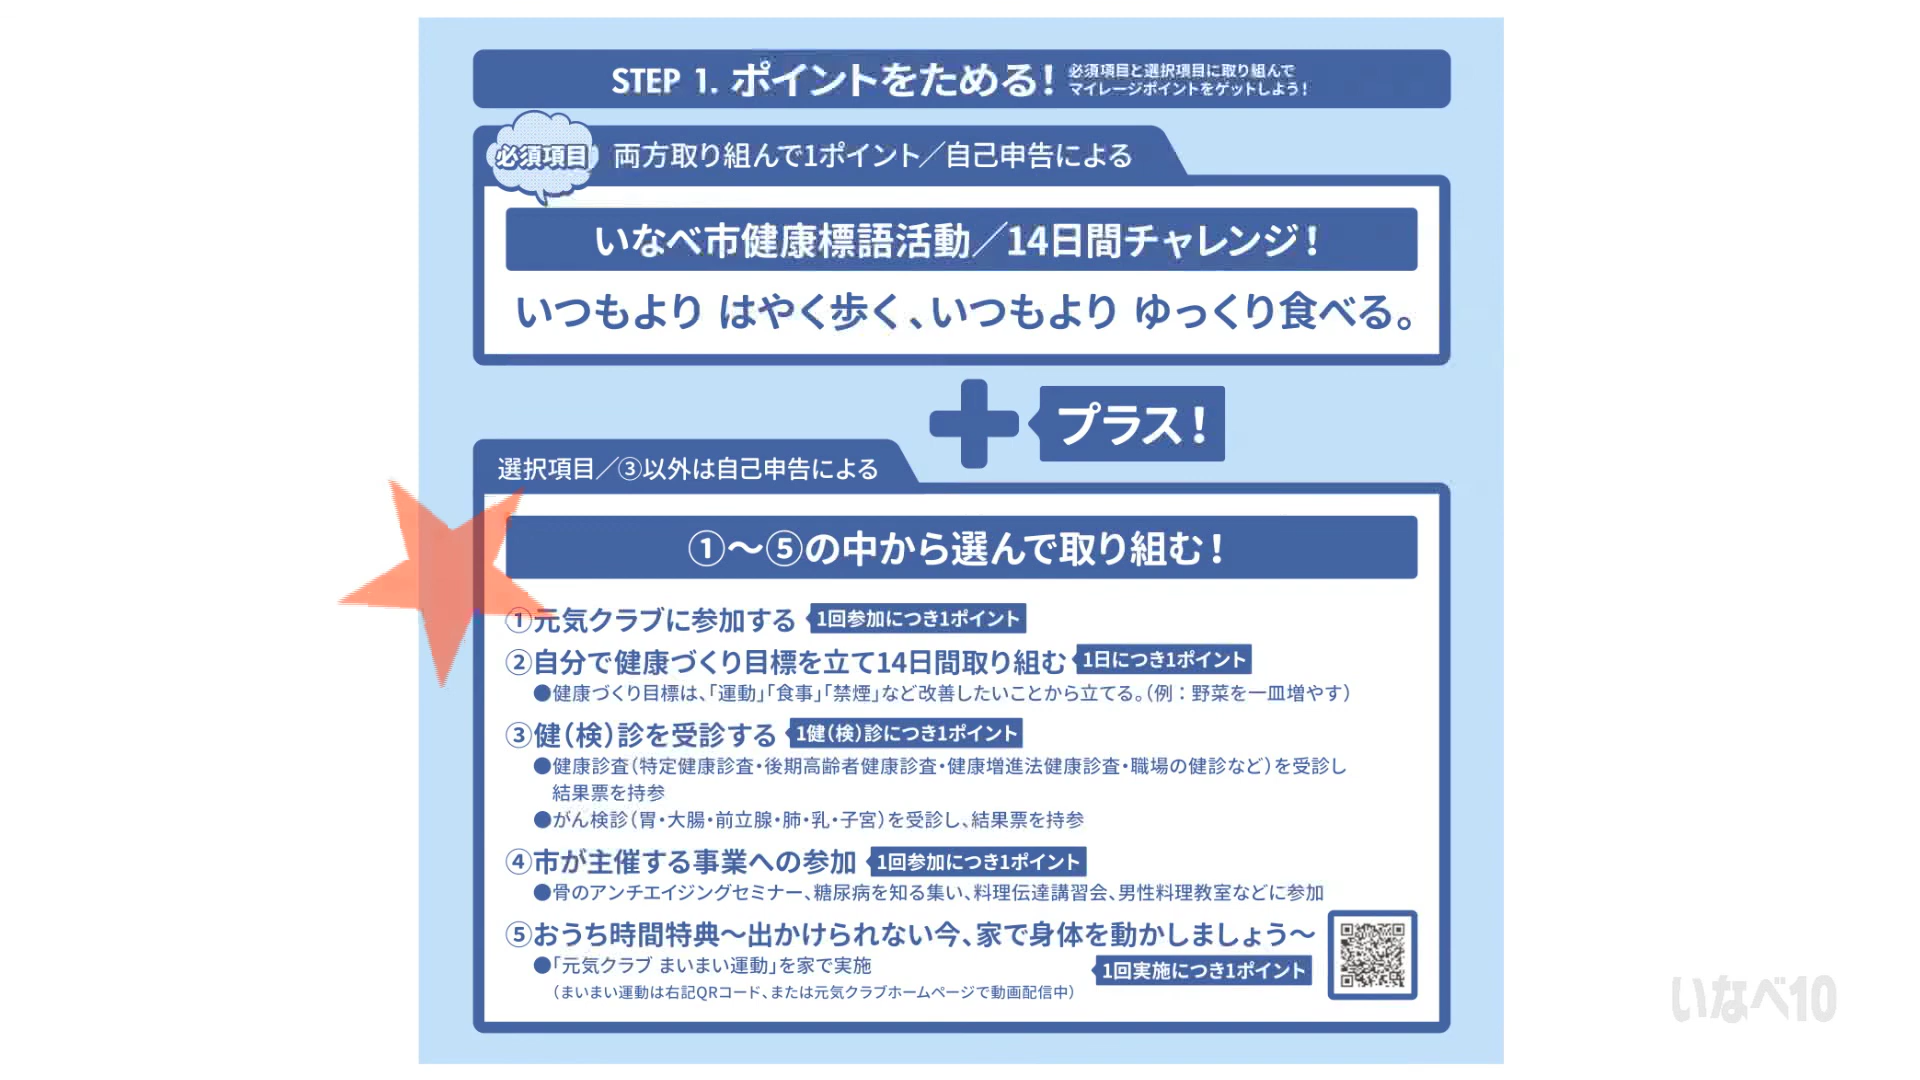 STEP 1. ポイントをためる！
必須項目と選択項目に取り組んで
マイレージポイントをゲットしよう！
必須項目
両方取り組んで1ポイント／自己申告による
いなべ市健康標語活動／14日間チャレンジ！
いつもより はやく歩く、いつもより ゆっくり食べる。
プラス！
選択項目／③以外は自己申告による
①～⑤の中から選んで取り組む！
①元気クラブに参加する 1回参加につき1ポイント
②自分で健康づくり目標を立て14日間取り組む 1日につき1ポイント
●健康づくり目標は、「運動」「食事」「禁煙」など改善したいことから立てる。（例：野菜を一皿増やす）
③健（検）診を受診する 1健（検）診につき1ポイント
●健康診査（特定健康診査・後期高齢者健康診査・健康増進法健康診査・職場の健診など）を受診し
結果票を持参
●がん検診（胃・大腸・前立腺・肺・乳・子宮）を受診し、結果票を持参
④市が主催する事業への参加 1回参加につき1ポイント
●骨のアンチエイジングセミナー、糖尿病を知る集い、料理伝達講習会、男性料理教室などに参加
⑤おうち時間特典～出かけられない今、家で身体を動かしましょう～
●「元気クラブ まいまい運動」を家で実施
1回実施につき1ポイント
（まいまい運動は右記QRコード、または元気クラブホームページで動画配信中）
いなべ10